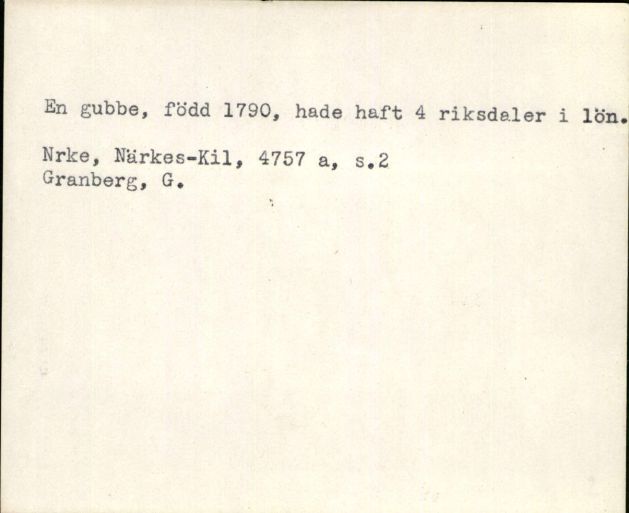 En gubbe, född 1790, hade haft 4 riksdaler i lön.
Nrke, Närkes-Kil, 4757 a, s.2
Granberg, G.